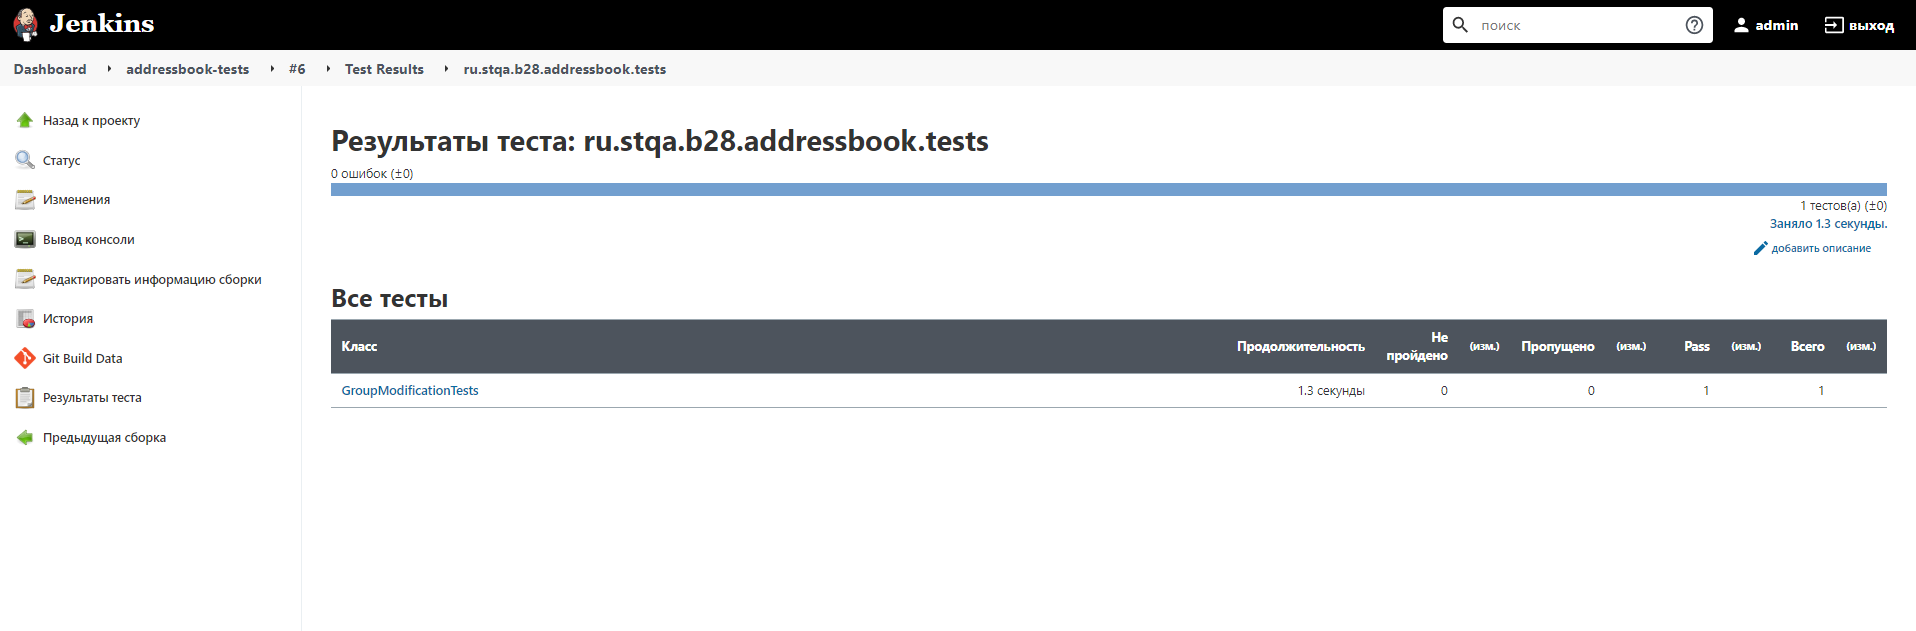 Jenkins
поиск
admin
выход
Dashboard
addressbook-tests
#6
Test Results
ru.stqa.b28.addressbook.tests
Назад к проекту
Статус
Изменения
Вывод консоли
Редактировать информацию сборки
История
Git Build Data
Результаты теста
Предыдущая сборка
Результаты теста: ru.stqa.b28.addressbook.tests
0 ошибок (±0)
1 тестов(а) (±0)
Заняло 1.3 секунды.
добавить описание
Все тесты
Класс Продолжительность Не пройдено (изм.) Пропущено (изм.) Pass (изм.) Всего (изм.)
GroupModificationTests 1.3 секунды 0 0 1 1